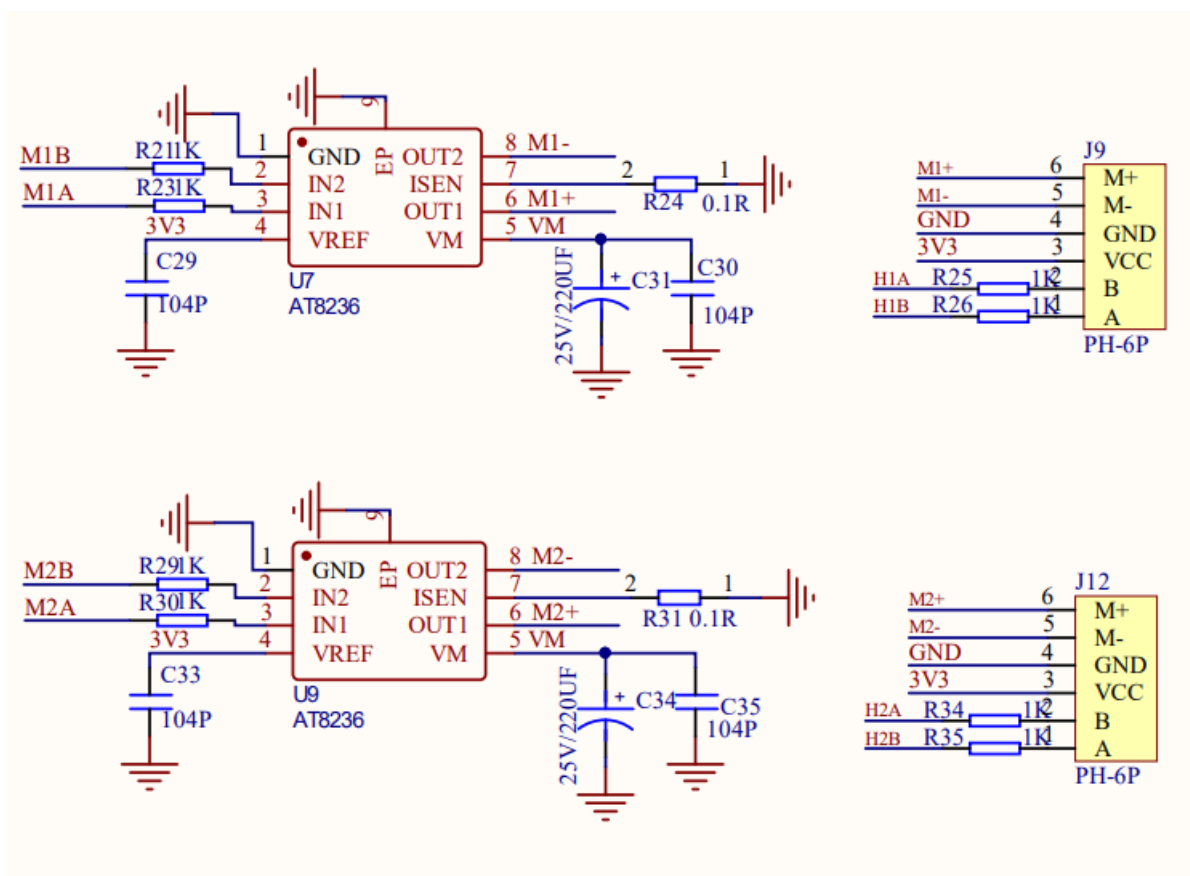 9
M1B
R21 1K
1
GND
EP
OUT2
8
M1-
2
IN2
ISEN
7
2
1
M1A
R23 1K
3
IN1
OUT1
6
M1+
R24
0.1R
3V3
4
VREF
VM
5
VM
C29
104P
U7
AT8236
25V/220UF
+
C31
C30
104P
J9
M1+
6
M+
M1-
5
M-
GND
4
GND
3V3
3
VCC
H1A
R25
1K
2
B
H1B
R26
1K
1
A
PH-6P
9
M2B
R29 1K
1
GND
EP
OUT2
8
M2-
2
IN2
ISEN
7
2
1
M2A
R30 1K
3
IN1
OUT1
6
M2+
R31
0.1R
3V3
4
VREF
VM
5
VM
C33
104P
U9
AT8236
25V/220UF
+
C34
C35
104P
J12
M2+
6
M+
M2-
5
M-
GND
4
GND
3V3
3
VCC
H2A
R34
1K
2
B
H2B
R35
1K
1
A
PH-6P